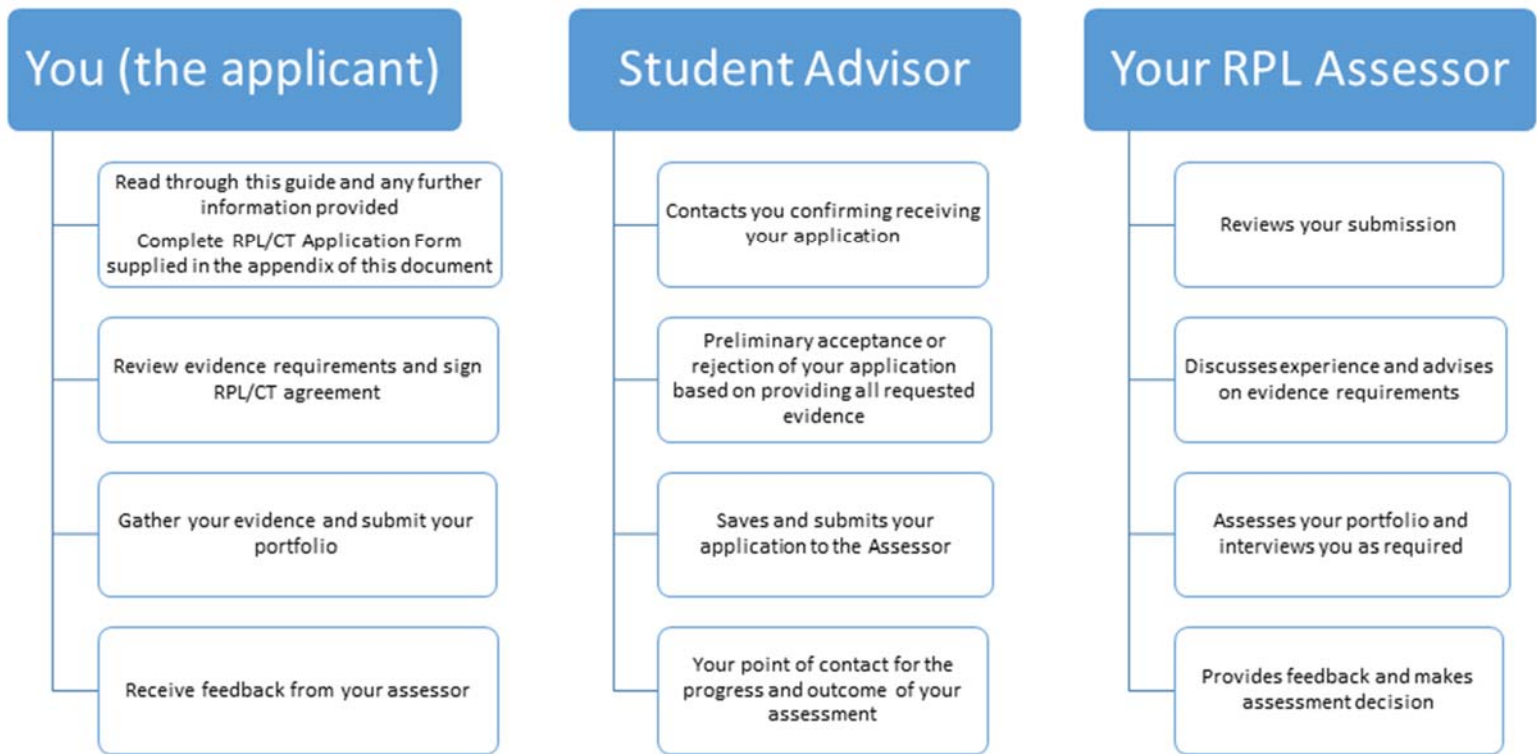 You (the applicant)
Read through this guide and any further
information provided
Complete RPL/CT Application Form
supplied in the appendix of this document
Review evidence requirements and sign
RPL/CT agreement
Gather your evidence and submit your
portfolio
Receive feedback from your assessor
Student Advisor
Contacts you confirming receiving
your application
Preliminary acceptance or
rejection of your application
based on providing all requested
evidence
Saves and submits your
application to the Assessor
Your point of contact for the
progress and outcome of your
assessment
Your RPL Assessor
Reviews your submission
Discusses experience and advises
on evidence requirements
Assesses your portfolio and
interviews you as required
Provides feedback and makes
assessment decision